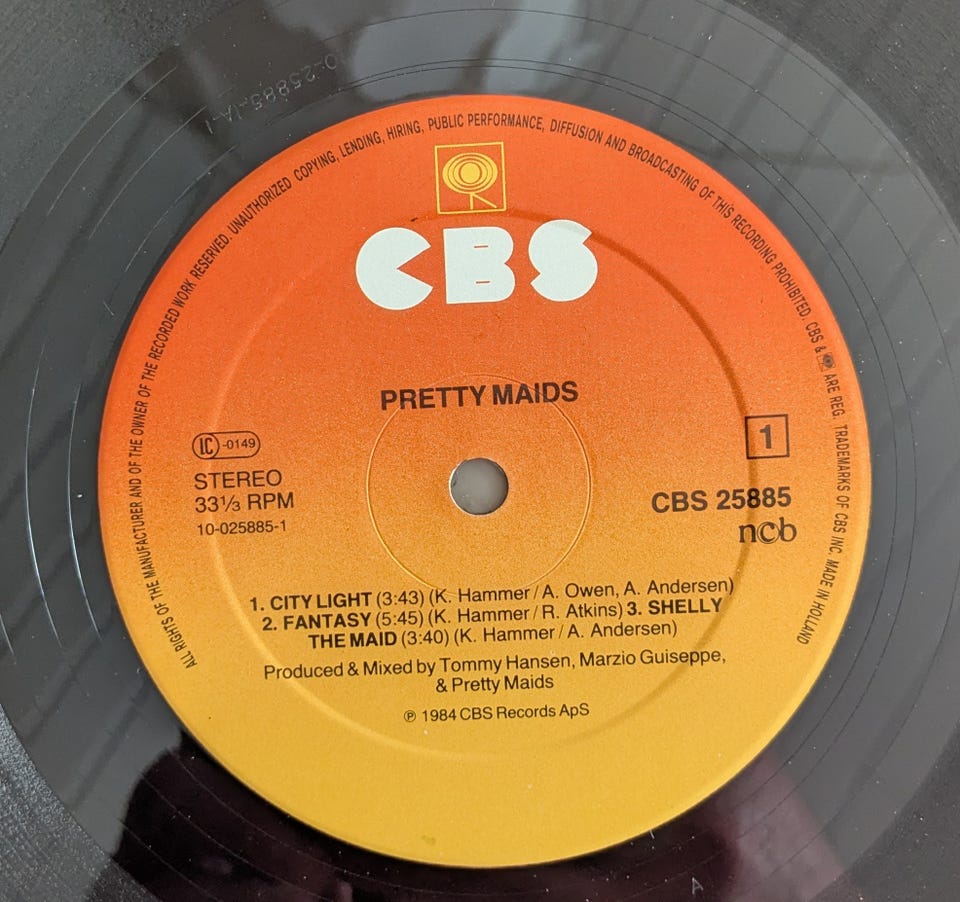 ALL RIGHTS OF THE MANUFACTURER AND OF THE OWNER OF THE RECORDED WORK RESERVED. UNAUTHORIZED COPYING, LENDING, HIRING, PUBLIC PERFORMANCE, DIFFUSION AND BROADCASTING OF THIS RECORDING PROHIBITED. CBS & ARE REG. TRADEMARKS OF CBS INC. MADE IN HOLLAND
CBS
PRETTY MAIDS
LC -0149
1
STEREO
33⅓ RPM
10-025885-1
CBS 25885
ncb
1. CITY LIGHT (3:43) (K. Hammer/A. Owen, A. Andersen)
2. FANTASY (5:45) (K. Hammer/R. Atkins) 3. SHELLY
THE MAID (3:40) (K. Hammer/A. Andersen)
Produced & Mixed by Tommy Hansen, Marzio Guiseppe,
& Pretty Maids
℗ 1984 CBS Records ApS
A